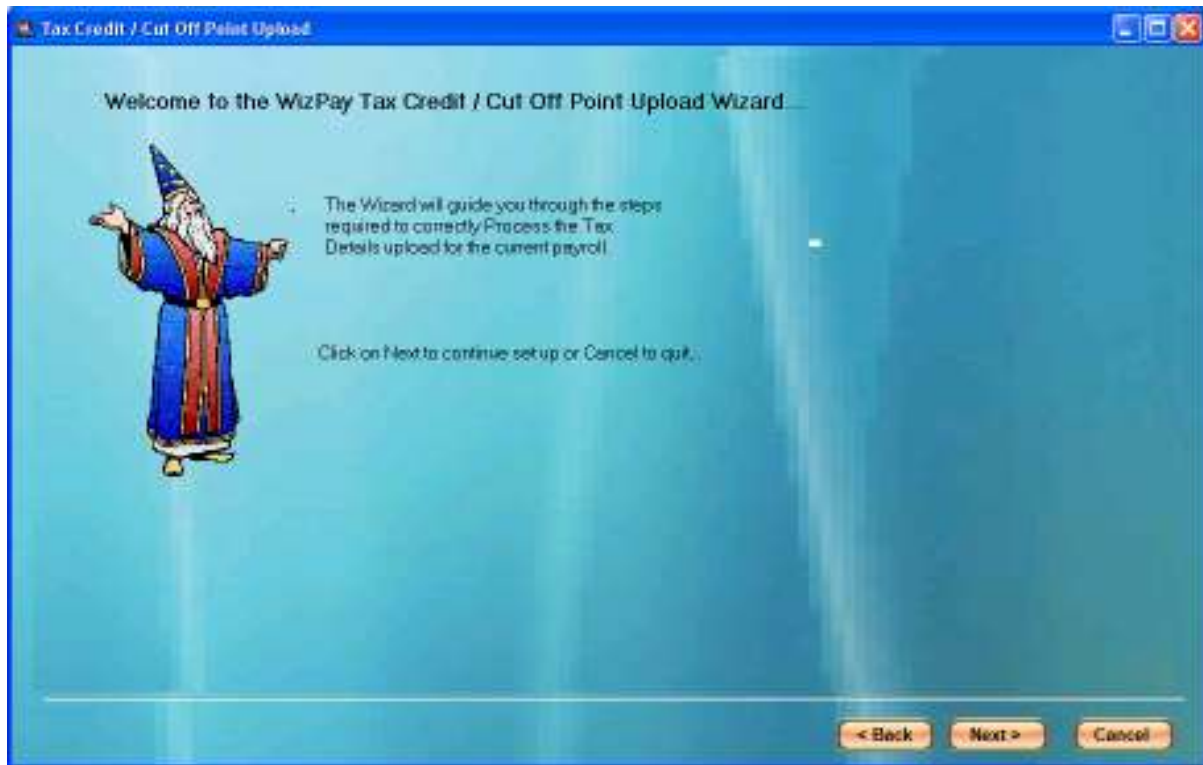 Tax Credit / Cut Off Point Upload
Welcome to the WizPay Tax Credit / Cut Off Point Upload Wizard...
The Wizard will guide you through the steps
required to correctly Process the Tax
Details upload for the current payroll.
Click on Next to continue set up or Cancel to quit.
< Back
Next >
Cancel